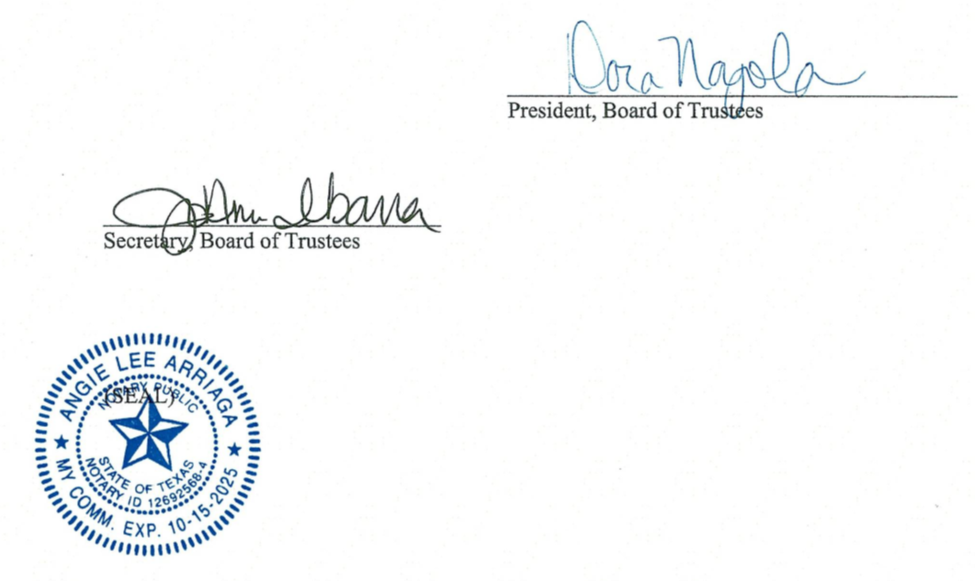 Dora Nagola
President, Board of Trustees
JoAnn Ibarra
Secretary, Board of Trustees
ANGIE LEE ARRIAGA
NOTARY PUBLIC
(SEAL)
STATE OF TEXAS
NOTARY ID 12692568-4
MY COMM. EXP. 10-15-2025